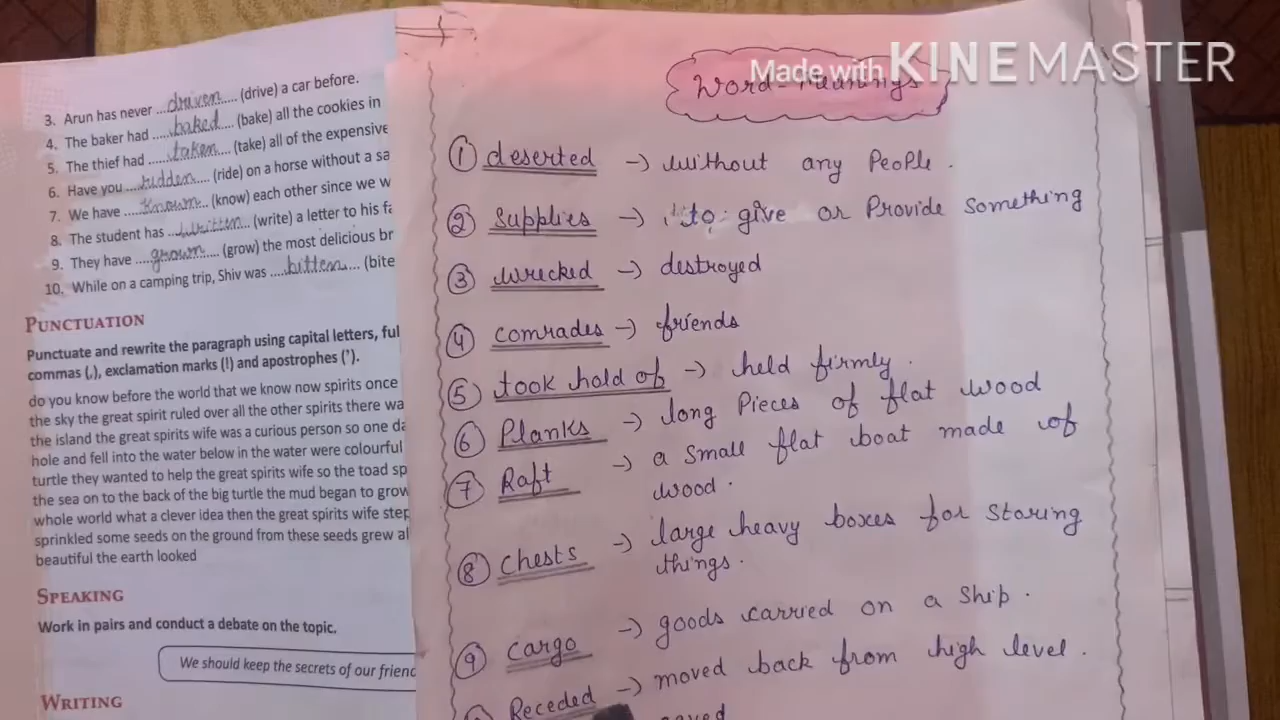 Made with KINEMASTER
3. Arun has never ...driven.... (drive) a car before.
4. The baker had .....baked.... (bake) all the cookies in
5. The thief had .....taken.... (take) all of the expensive
6. Have you ...ridden.... (ride) on a horse without a sa
7. We have ....known... (know) each other since we w
8. The student has ...written... (write) a letter to his fa
9. They have ....grown..... (grow) the most delicious br
10. While on a camping trip, Shiv was ....bitten.... (bite
PUNCTUATION
Punctuate and rewrite the paragraph using capital letters, ful
commas (,), exclamation marks (!) and apostrophes (').
do you know before the world that we know now spirits once
the sky the great spirit ruled over all the other spirits there wa
the island the great spirits wife was a curious person so one da
hole and fell into the water below in the water were colourful
turtle they wanted to help the great spirits wife so the toad sp
the sea on to the back of the big turtle the mud began to grow
whole world what a clever idea then the great spirits wife step
sprinkled some seeds on the ground from these seeds grew al
beautiful the earth looked
SPEAKING
Work in pairs and conduct a debate on the topic.
We should keep the secrets of our friend
WRITING
Word-Meanings
① deserted → without any People.
② Supplies → to give or Provide something
③ wrecked → destroyed
④ comrades → friends
⑤ took hold of → held firmly.
⑥ Planks → long Pieces of flat wood
⑦ Raft → a small flat boat made of
wood.
⑧ Chests → large heavy boxes for storing
things.
⑨ cargo → goods carried on a ship.
Receded → moved back from high level.